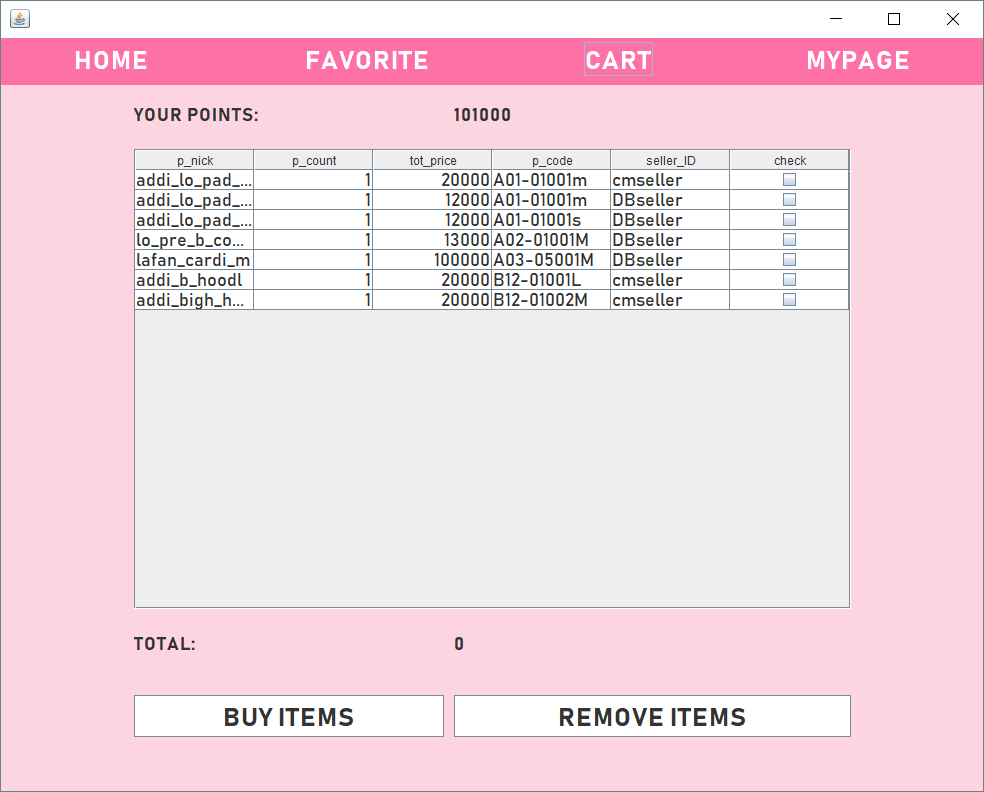 HOME FAVORITE CART MYPAGE
YOUR POINTS: 101000
p_nick p_count tot_price p_code seller_ID check
addi_lo_pad_... 1 20000 A01-01001m cmseller
addi_lo_pad_... 1 12000 A01-01001m DBseller
addi_lo_pad_... 1 12000 A01-01001s DBseller
lo_pre_b_co... 1 13000 A02-01001M DBseller
lafan_cardi_m 1 100000 A03-05001M DBseller
addi_b_hoodl 1 20000 B12-01001L cmseller
addi_bigh_h... 1 20000 B12-01002M cmseller
TOTAL: 0
BUY ITEMS REMOVE ITEMS